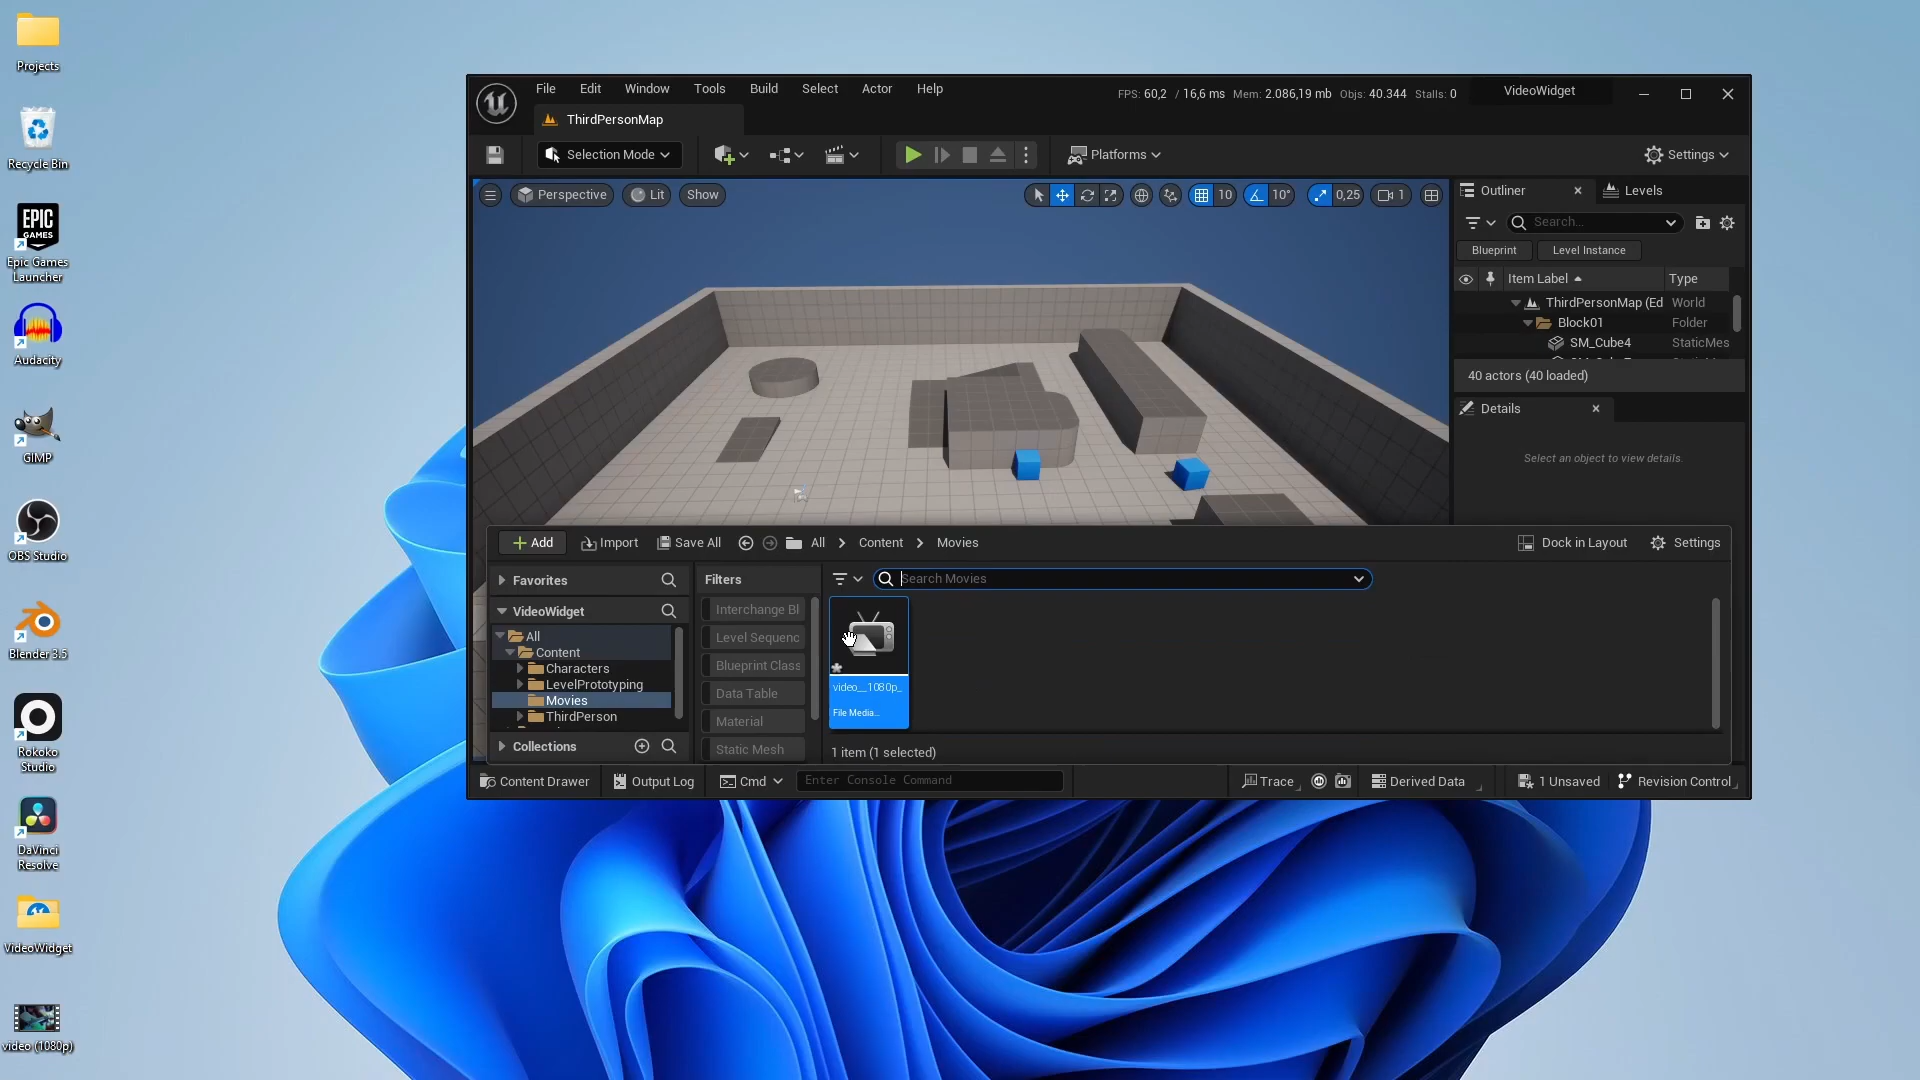 Projects
Recycle Bin
EPIC
GAMES
Epic Games
Launcher
Audacity
GIMP
OBS Studio
Blender 3.5
Rokoko
Studio
DaVinci
Resolve
VideoWidget
video (1080p)
File Edit Window Tools Build Select Actor Help
FPS: 60,2 / 16,6 ms Mem: 2.086,19 mb Objs: 40.344 Stalls: 0
VideoWidget
ThirdPersonMap
Selection Mode
Platforms
Settings
Perspective Lit Show
10 10° 0,25 1
Outliner Levels
Search...
Blueprint Level Instance
Item Label Type
ThirdPersonMap (Ed World
Block01 Folder
SM_Cube4 StaticMes
40 actors (40 loaded)
Details
Select an object to view details.
Add Import Save All All Content Movies
Dock in Layout Settings
Favorites
VideoWidget
All
Content
Characters
LevelPrototyping
Movies
ThirdPerson
Collections
Filters
Interchange Bl
Level Sequenc
Blueprint Class
Data Table
Material
Static Mesh
Search Movies
video__1080p_
File Media...
1 item (1 selected)
Content Drawer Output Log Cmd Enter Console Command
Trace Derived Data 1 Unsaved Revision Control